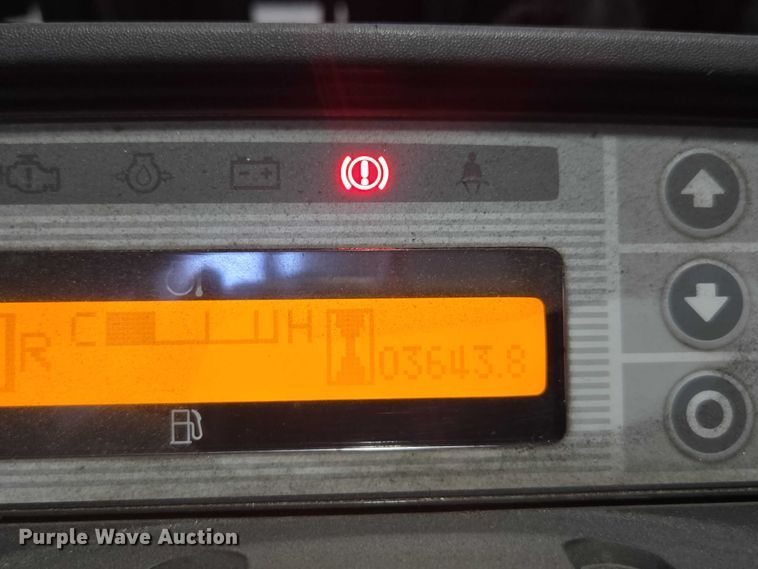 C H
R 03643.8
Purple Wave Auction